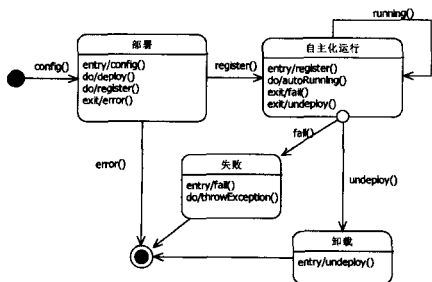 running()
部署
自主化运行
config()
entry/config()
do/deploy()
do/register()
exit/error()
register()
entry/register()
do/autoRunning()
exit/fail()
exit/undeploy()
fail()
error()
失败
entry/fail()
do/throwException()
undeploy()
卸载
entry/undeploy()